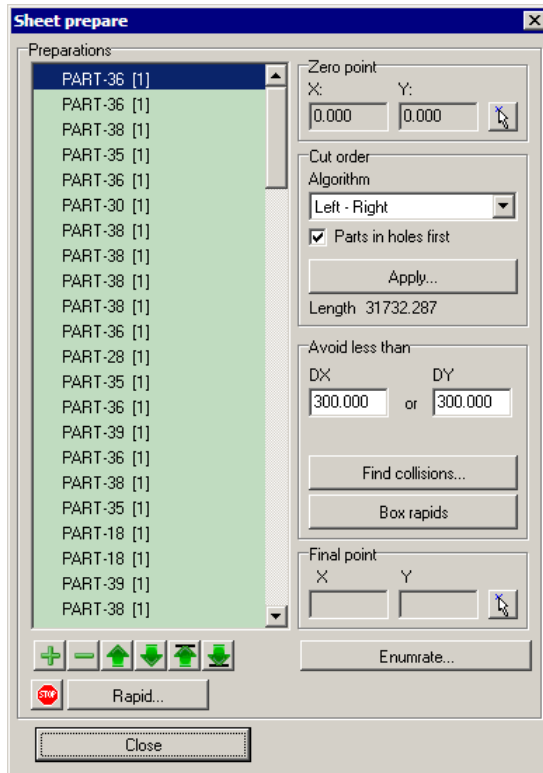 Sheet prepare
Preparations
PART-36 [1]
PART-36 [1]
PART-38 [1]
PART-35 [1]
PART-36 [1]
PART-30 [1]
PART-38 [1]
PART-38 [1]
PART-38 [1]
PART-38 [1]
PART-36 [1]
PART-28 [1]
PART-35 [1]
PART-36 [1]
PART-39 [1]
PART-36 [1]
PART-38 [1]
PART-35 [1]
PART-18 [1]
PART-18 [1]
PART-39 [1]
PART-38 [1]
STOP
Rapid...
Close
Zero point
X: Y:
0.000 0.000
Cut order
Algorithm
Left - Right
Parts in holes first
Apply...
Length 31732.287
Avoid less than
DX DY
300.000 or 300.000
Find collisions...
Box rapids
Final point
X Y
Enumrate...